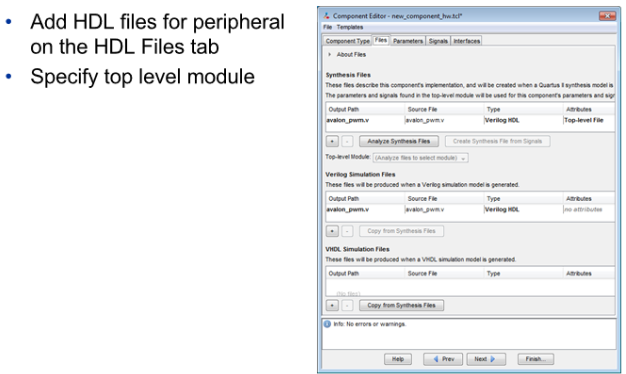 • Add HDL files for peripheral
on the HDL Files tab
• Specify top level module
Component Editor - new_component_hw.tcl*
File Templates
Component Type Files Parameters Signals Interfaces
About Files
Synthesis Files
These files describe this component's implementation, and will be created when a Quartus II synthesis model is
The parameters and signals found in the top-level module will be used for this component's parameters and sign
Output Path Source File Type Attributes
avalon_pwm.v avalon_pwm.v Verilog HDL Top-level File
+ - Analyze Synthesis Files Create Synthesis File from Signals
Top-level Module: (Analyze files to select module)
Verilog Simulation Files
These files will be produced when a Verilog simulation model is generated.
Output Path Source File Type Attributes
avalon_pwm.v avalon_pwm.v Verilog HDL no attributes
+ - Copy from Synthesis Files
VHDL Simulation Files
These files will be produced when a VHDL simulation model is generated.
Output Path Source File Type Attributes
(No files)
+ - Copy from Synthesis Files
Info: No errors or warnings.
Help Prev Next Finish...